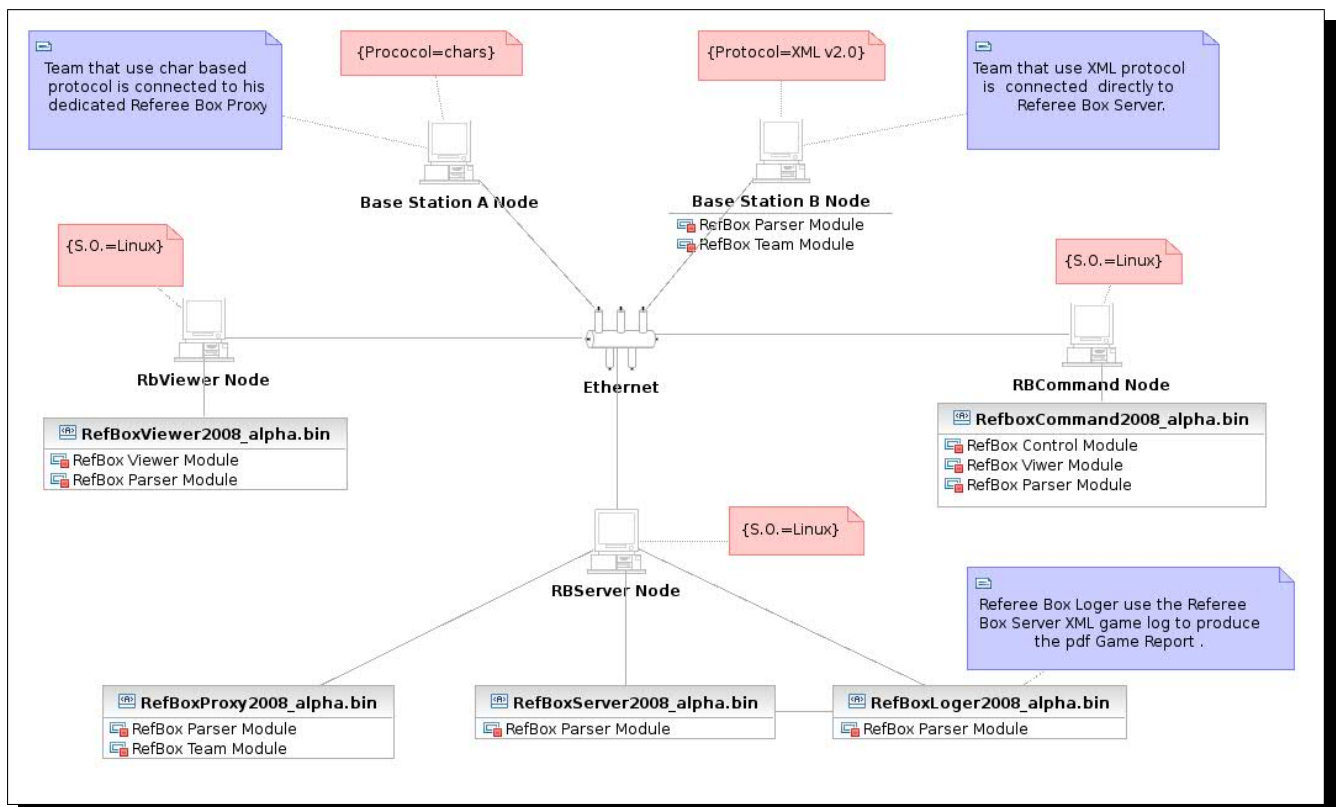 Team that use char based
protocol is connected to his
dedicated Referee Box Proxy
{Prococol=chars}
{Protocol=XML v2.0}
Team that use XML protocol
is connected directly to
Referee Box Server.
Base Station A Node
Base Station B Node
RefBox Parser Module
RefBox Team Module
{S.O.=Linux}
{S.O.=Linux}
RbViewer Node
Ethernet
RBCommand Node
RefBoxViewer2008_alpha.bin
RefBox Viewer Module
RefBox Parser Module
RefboxCommand2008_alpha.bin
RefBox Control Module
RefBox Viwer Module
RefBox Parser Module
{S.O.=Linux}
RBServer Node
Referee Box Loger use the Referee
Box Server XML game log to produce
the pdf Game Report .
RefBoxProxy2008_alpha.bin
RefBox Parser Module
RefBox Team Module
RefBoxServer2008_alpha.bin
RefBox Parser Module
RefBoxLoger2008_alpha.bin
RefBox Parser Module